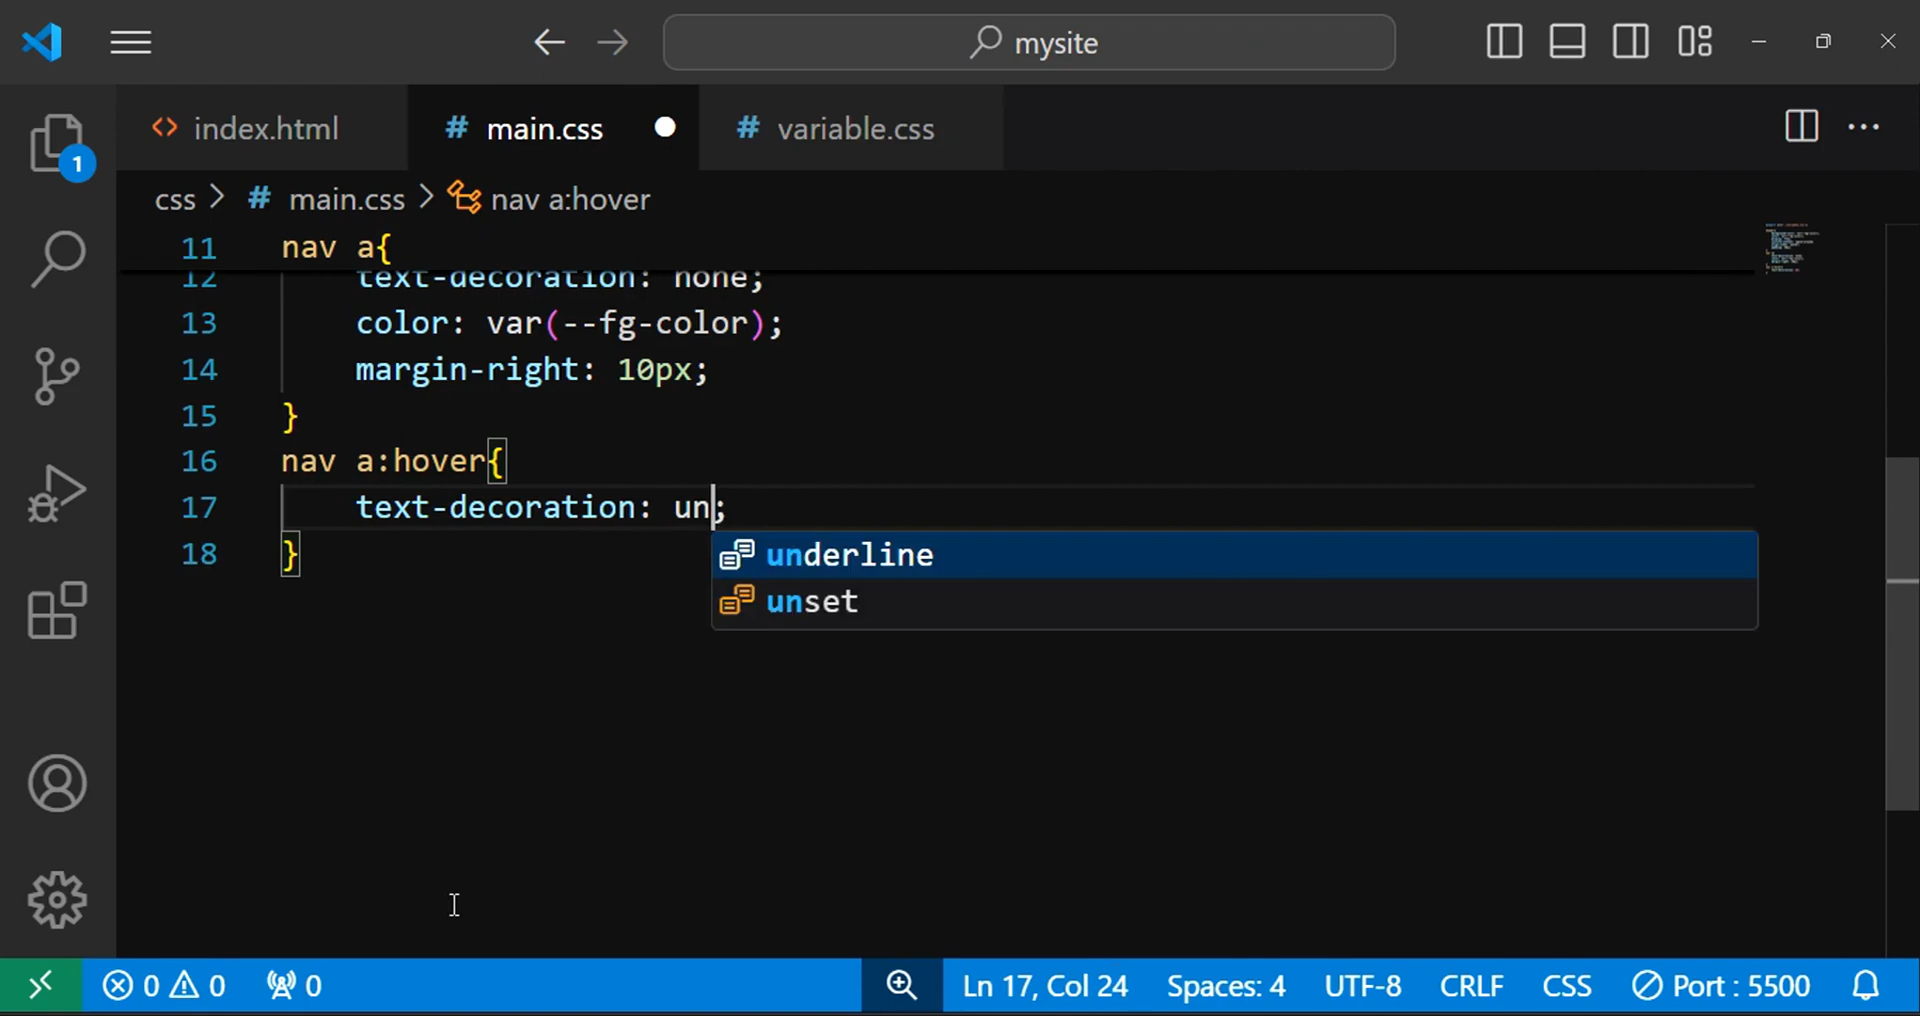 mysite
index.html
# main.css
# variable.css
1
css > # main.css > nav a:hover
11 nav a{
12 text-decoration: none;
13 color: var(--fg-color);
14 margin-right: 10px;
15 }
16 nav a:hover{
17 text-decoration: un;
18 }
underline
unset
0 0 0 Ln 17, Col 24 Spaces: 4 UTF-8 CRLF CSS Port : 5500